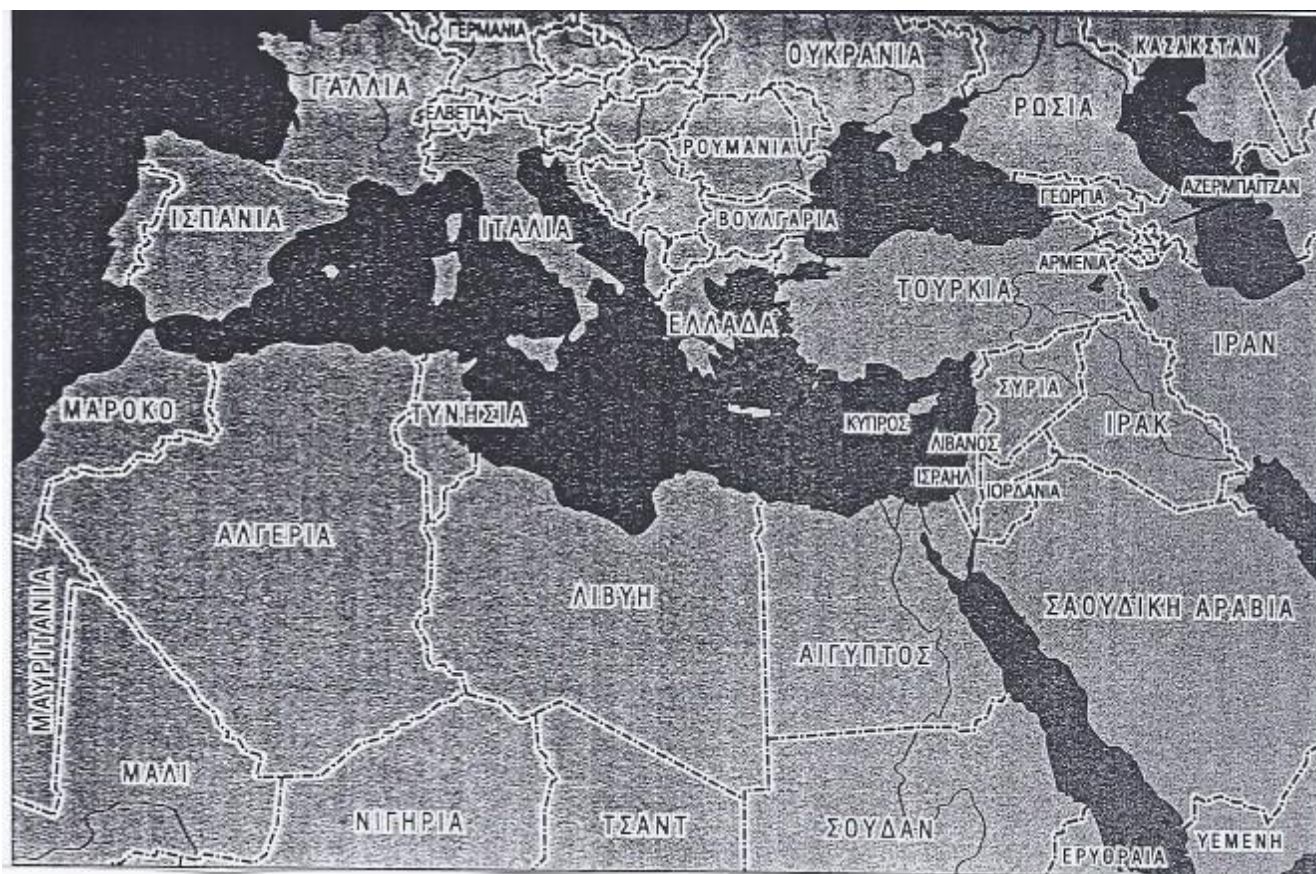 ΓΕΡΜΑΝΙΑ
ΟΥΚΡΑΝΙΑ
ΚΑΖΑΚΣΤΑΝ
ΓΑΛΛΙΑ
ΕΛΒΕΤΙΑ
ΡΩΣΙΑ
ΡΟΥΜΑΝΙΑ
ΑΖΕΡΜΠΑΪΤΖΑΝ
ΓΕΩΡΓΙΑ
ΙΣΠΑΝΙΑ
ΙΤΑΛΙΑ
ΒΟΥΛΓΑΡΙΑ
ΑΡΜΕΝΙΑ
ΤΟΥΡΚΙΑ
ΕΛΛΑΔΑ
ΙΡΑΝ
ΣΥΡΙΑ
ΜΑΡΟΚΟ
ΤΥΝΗΣΙΑ
ΚΥΠΡΟΣ
ΙΡΑΚ
ΛΙΒΑΝΟΣ
ΙΣΡΑΗΛ
ΙΟΡΔΑΝΙΑ
ΑΛΓΕΡΙΑ
ΛΙΒΥΗ
ΣΑΟΥΔΙΚΗ ΑΡΑΒΙΑ
ΜΑΥΡΙΤΑΝΙΑ
ΑΙΓΥΠΤΟΣ
ΜΑΛΙ
ΝΙΓΗΡΙΑ
ΤΣΑΝΤ
ΣΟΥΔΑΝ
ΕΡΥΘΡΑΙΑ
ΥΕΜΕΝΗ